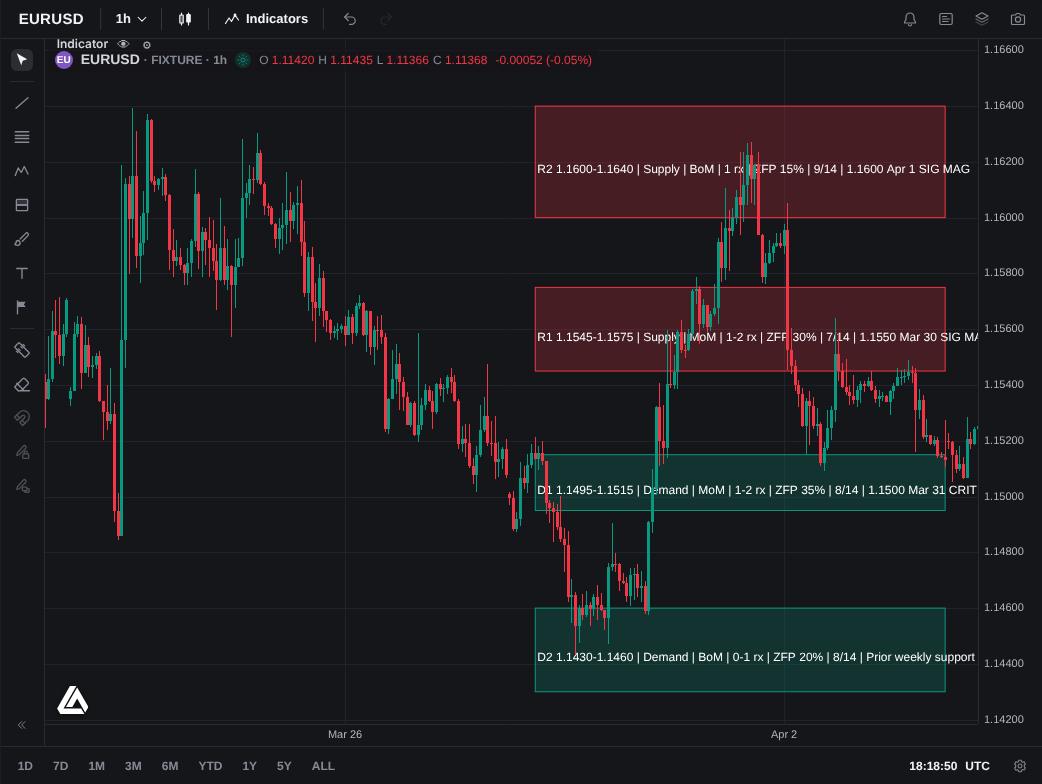 EURUSD 1h Indicators
Indicator
EU EURUSD · FIXTURE · 1h O 1.11420 H 1.11435 L 1.11366 C 1.11368 -0.00052 (-0.05%)
1.16600
1.16400
1.16200
R2 1.1600-1.1640 | Supply | BoM | 1 rx | ZFP 15% | 9/14 | 1.1600 Apr 1 SIG MAG
1.16000
1.15800
1.15600
R1 1.1545-1.1575 | Supply | MoM | 1-2 rx | ZFP 30% | 7/14 | 1.1550 Mar 30 SIG MA
1.15400
1.15200
D1 1.1495-1.1515 | Demand | MoM | 1-2 rx | ZFP 35% | 8/14 | 1.1500 Mar 31 CRIT
1.15000
1.14800
1.14600
D2 1.1430-1.1460 | Demand | BoM | 0-1 rx | ZFP 20% | 8/14 | Prior weekly support
1.14400
1.14200
Mar 26 Apr 2
1D 7D 1M 3M 6M YTD 1Y 5Y ALL 18:18:50 UTC